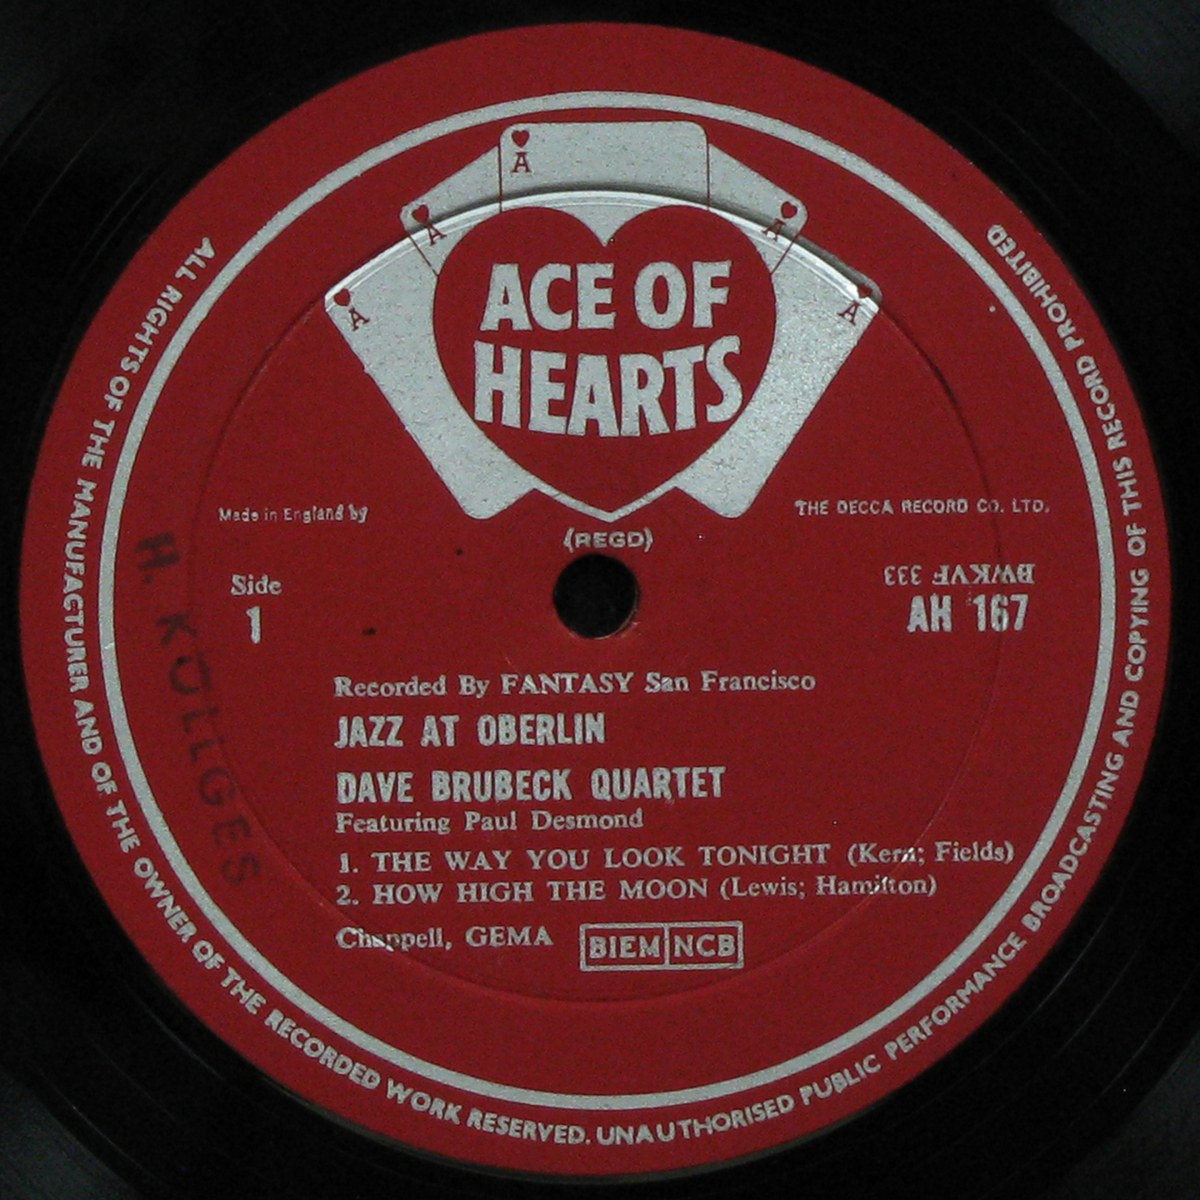 A
A
A
A
A
ACE OF
HEARTS
(REGD)
Made in England by
THE DECCA RECORD CO. LTD.
Side
1
BWKVF 333
AH 167
Recorded By FANTASY San Francisco
JAZZ AT OBERLIN
DAVE BRUBECK QUARTET
Featuring Paul Desmond
1. THE WAY YOU LOOK TONIGHT (Kern; Fields)
2. HOW HIGH THE MOON (Lewis; Hamilton)
Chappell, GEMA
BIEM NCB
H. KÜLLGES
ALL RIGHTS OF THE MANUFACTURER AND OF THE OWNER OF THE RECORDED WORK RESERVED. UNAUTHORISED PUBLIC PERFORMANCE BROADCASTING AND COPYING OF THIS RECORD PROHIBITED